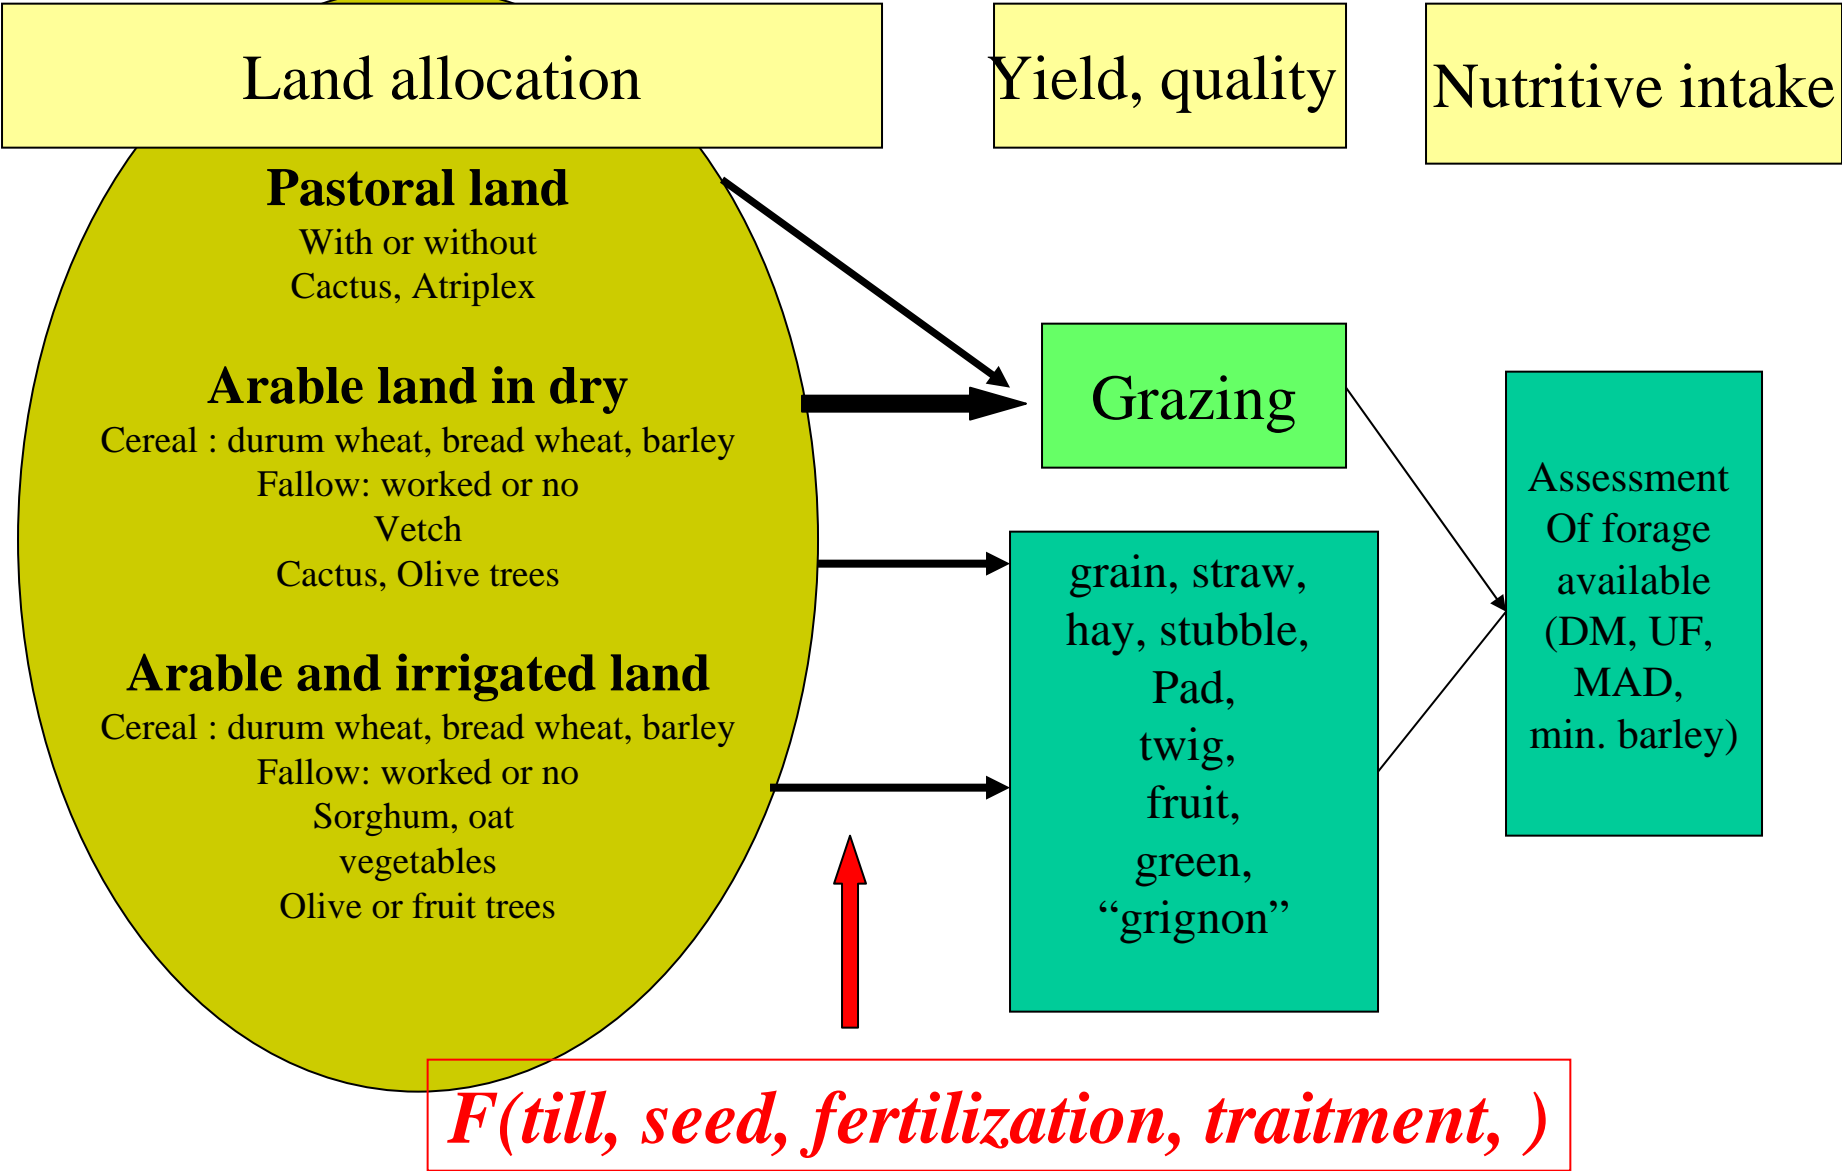 Land allocation
Yield, quality
Nutritive intake
Pastoral land
With or without
Cactus, Atriplex
Arable land in dry
Cereal : durum wheat, bread wheat, barley
Fallow: worked or no
Vetch
Cactus, Olive trees
Arable and irrigated land
Cereal : durum wheat, bread wheat, barley
Fallow: worked or no
Sorghum, oat
vegetables
Olive or fruit trees
Grazing
grain, straw,
hay, stubble,
Pad,
twig,
fruit,
green,
“grignon”
Assessment
Of forage
available
(DM, UF,
MAD,
min. barley)
F(till, seed, fertilization, traitment, )